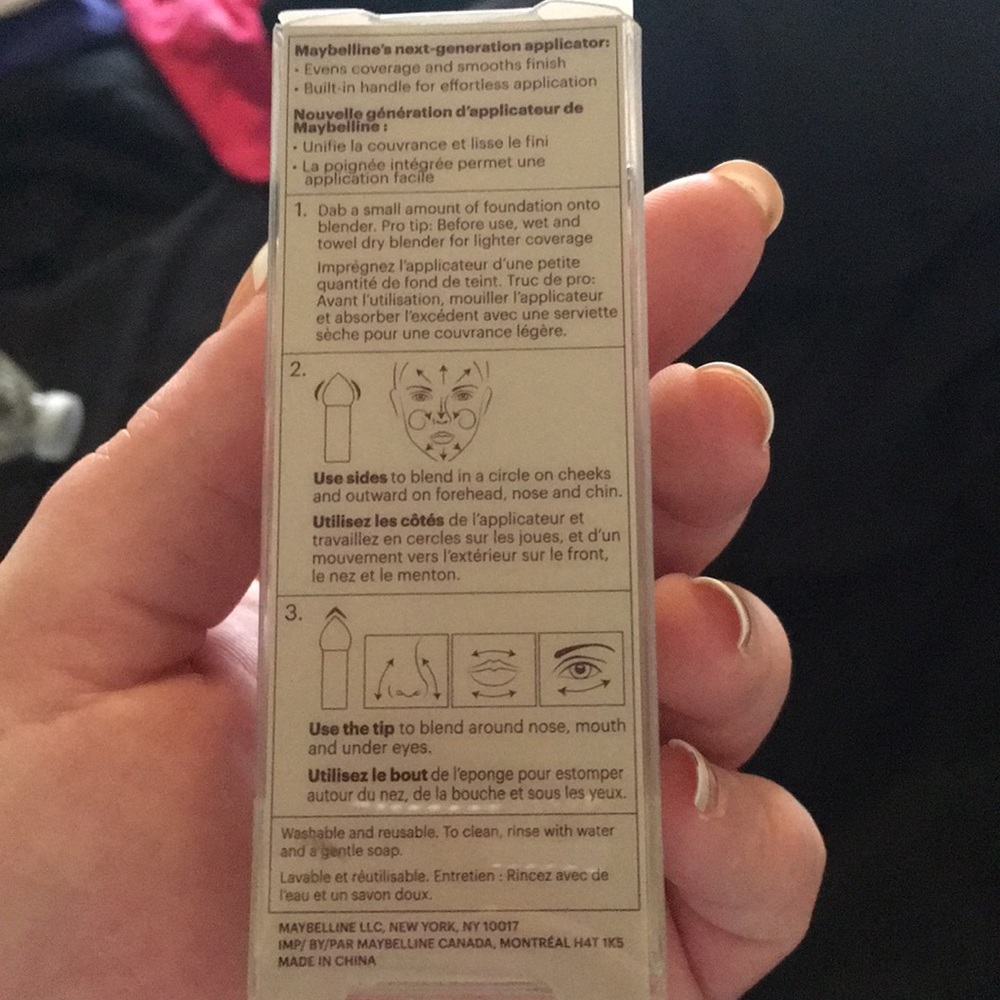 Maybelline's next-generation applicator:
• Evens coverage and smooths finish
• Built-in handle for effortless application
Nouvelle génération d'applicateur de
Maybelline :
• Unifie la couvrance et lisse le fini
• La poignée intégrée permet une
application facile
1. Dab a small amount of foundation onto
blender. Pro tip: Before use, wet and
towel dry blender for lighter coverage
Imprégnez l'applicateur d'une petite
quantité de fond de teint. Truc de pro:
Avant l'utilisation, mouiller l'applicateur
et absorber l'excédent avec une serviette
sèche pour une couvrance légère.
2.
Use sides to blend in a circle on cheeks
and outward on forehead, nose and chin.
Utilisez les côtés de l'applicateur et
travaillez en cercles sur les joues, et d'un
mouvement vers l'extérieur sur le front,
le nez et le menton.
3.
Use the tip to blend around nose, mouth
and under eyes.
Utilisez le bout de l'eponge pour estomper
autour du nez, de la bouche et sous les yeux.
Washable and reusable. To clean, rinse with water
and a gentle soap.
Lavable et réutilisable. Entretien : Rincez avec de
l'eau et un savon doux.
MAYBELLINE LLC, NEW YORK, NY 10017
IMP/ BY/PAR MAYBELLINE CANADA, MONTRÉAL H4T 1K5
MADE IN CHINA